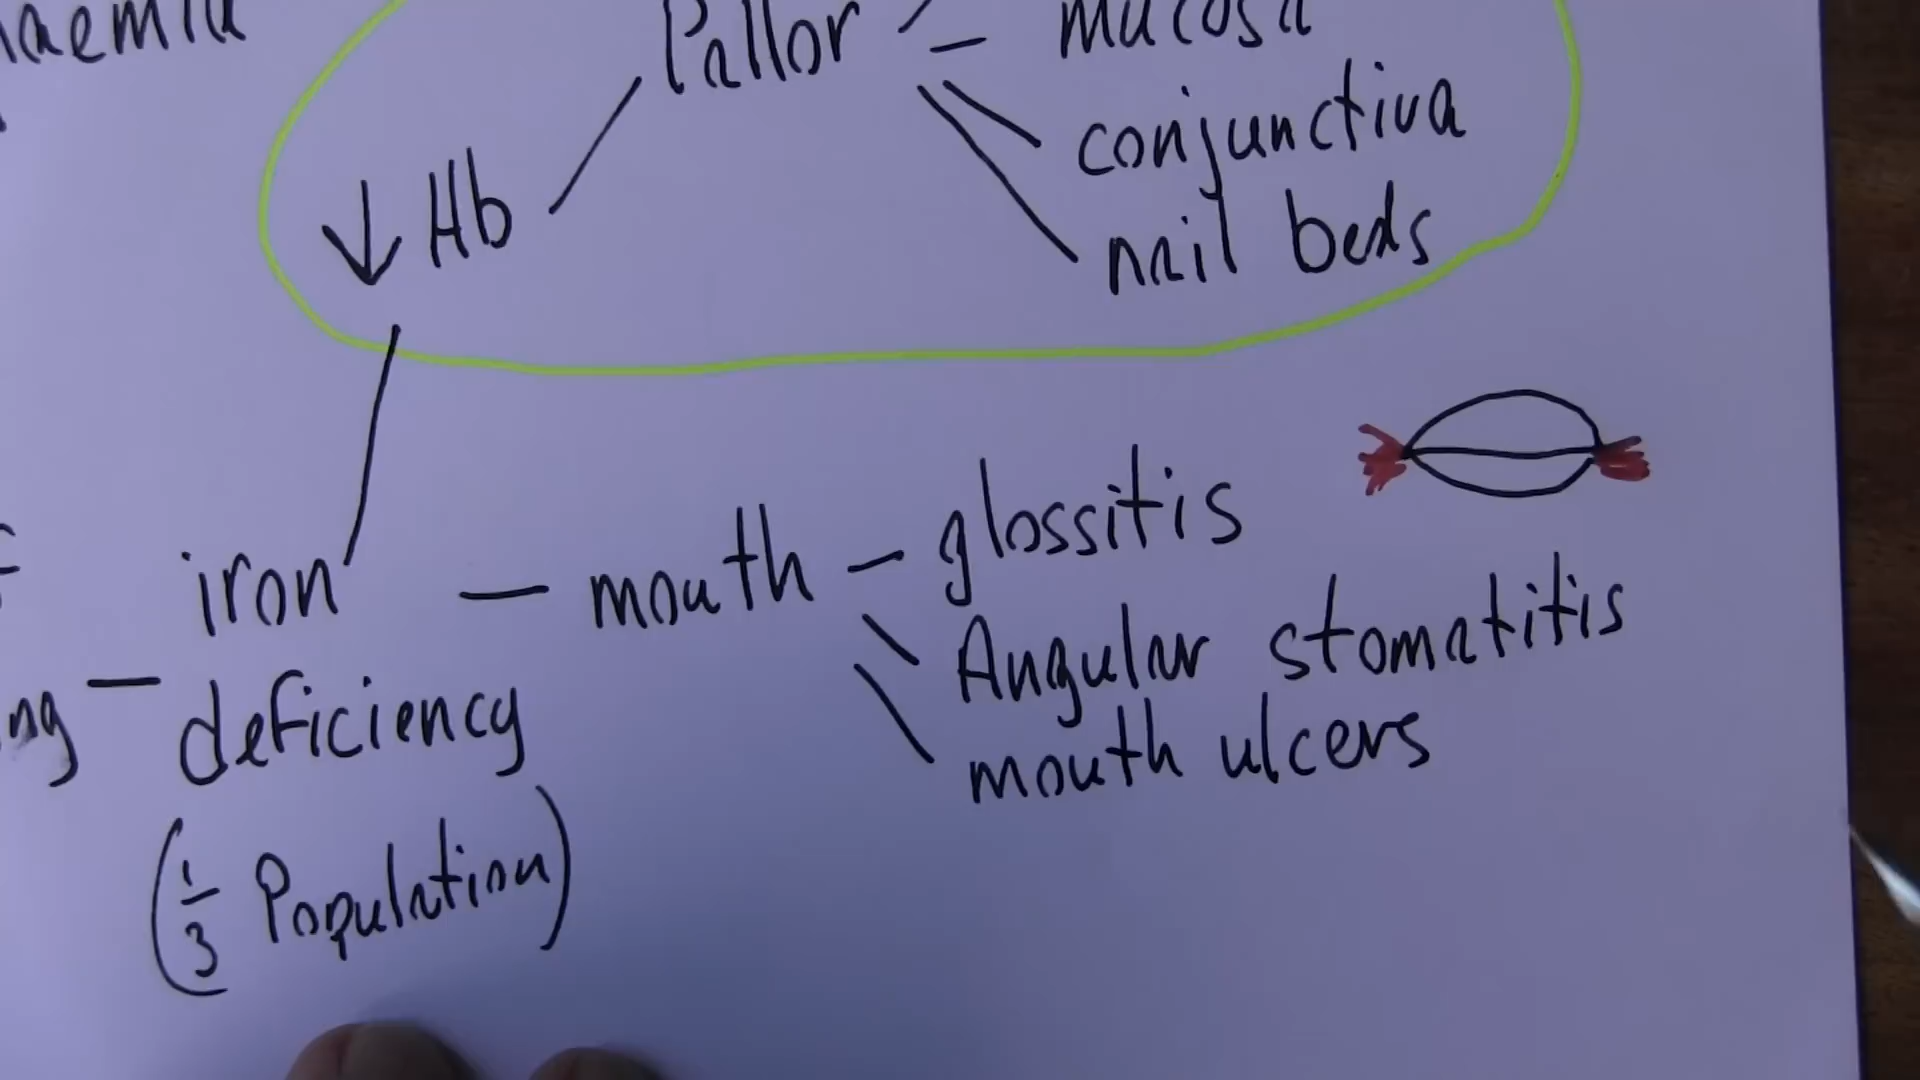 Pallor – mucosa
conjunctiva
↓ Hb
nail beds
iron – mouth – glossitis
Angular stomatitis
– deficiency
mouth ulcers
(1/3 Population)